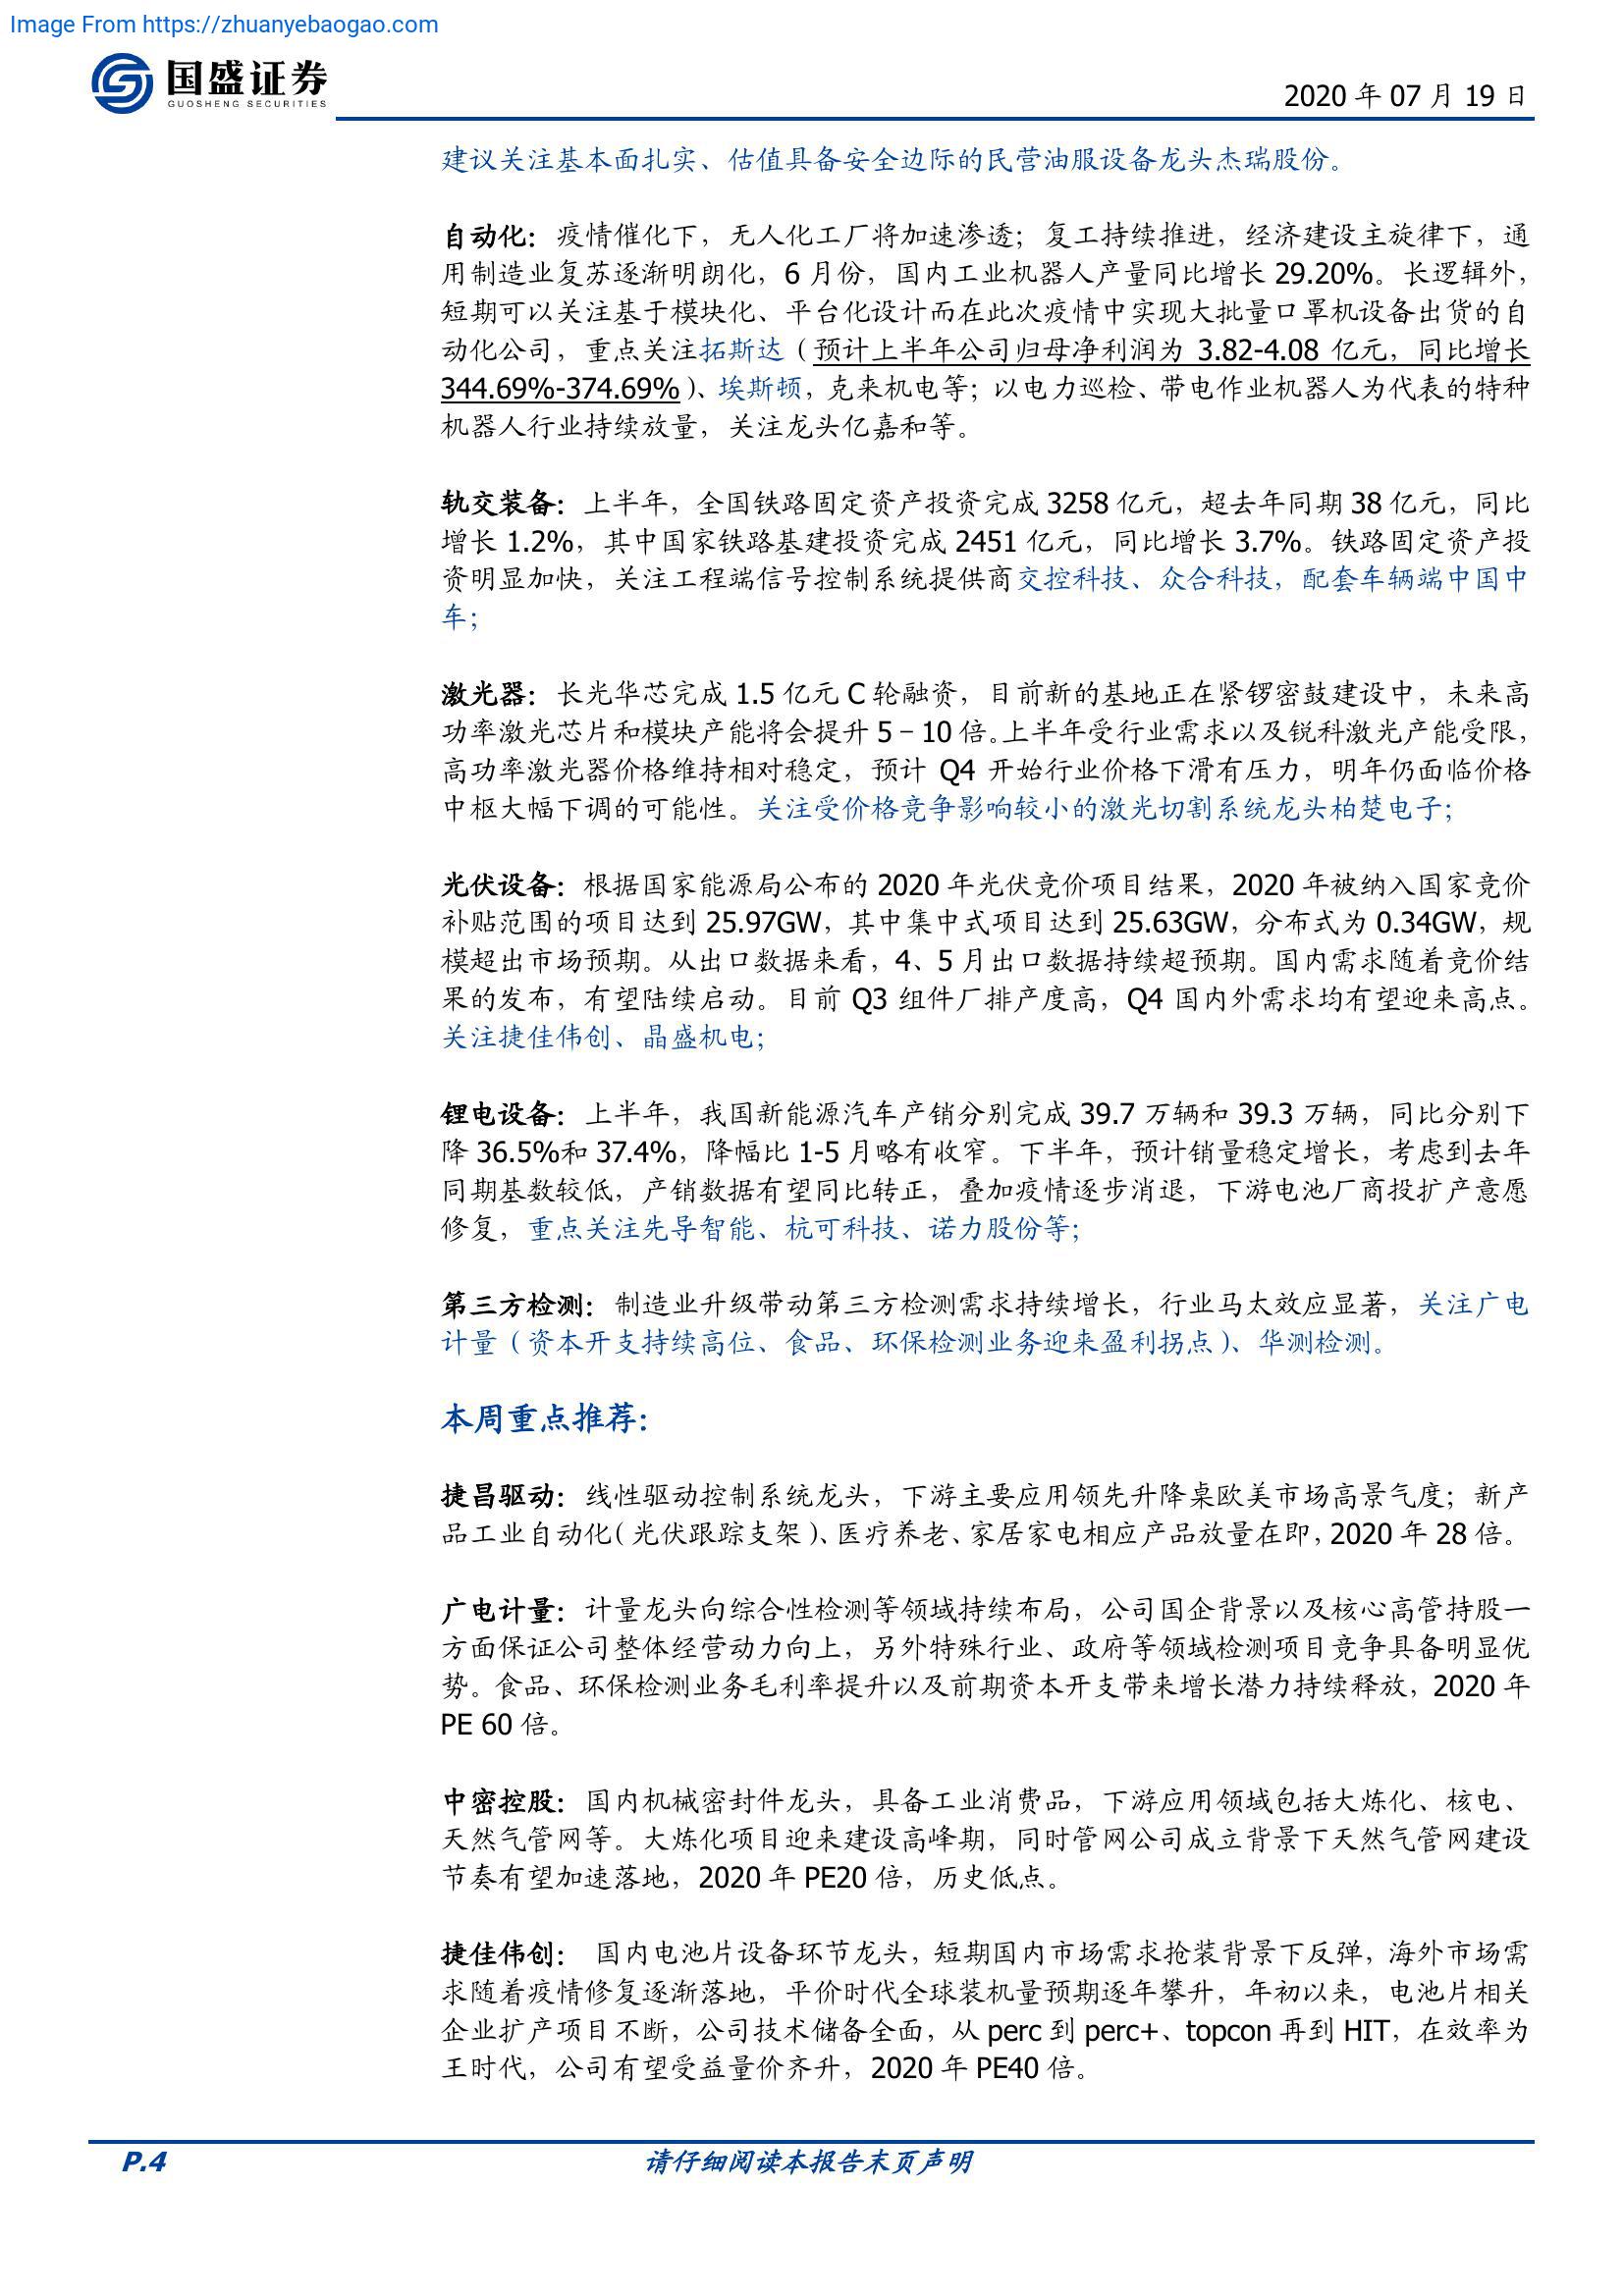 Image From https://zhuanyebaogao.com
国盛证券
GUOSHENG SECURITIES
2020 年 07 月 19 日
建议关注基本面扎实、估值具备安全边际的民营油服设备龙头杰瑞股份。
自动化：疫情催化下，无人化工厂将加速渗透；复工持续推进，经济建设主旋律下，通
用制造业复苏逐渐明朗化，6 月份，国内工业机器人产量同比增长 29.20%。长逻辑外，
短期可以关注基于模块化、平台化设计而在此次疫情中实现大批量口罩机设备出货的自
动化公司，重点关注拓斯达（预计上半年公司归母净利润为 3.82-4.08 亿元，同比增长
344.69%-374.69%）、埃斯顿，克来机电等；以电力巡检、带电作业机器人为代表的特种
机器人行业持续放量，关注龙头亿嘉和等。
轨交装备：上半年，全国铁路固定资产投资完成 3258 亿元，超去年同期 38 亿元，同比
增长 1.2%，其中国家铁路基建投资完成 2451 亿元，同比增长 3.7%。铁路固定资产投
资明显加快，关注工程端信号控制系统提供商交控科技、众合科技，配套车辆端中国中
车；
激光器：长光华芯完成 1.5 亿元 C 轮融资，目前新的基地正在紧锣密鼓建设中，未来高
功率激光芯片和模块产能将会提升 5－10 倍。上半年受行业需求以及锐科激光产能受限，
高功率激光器价格维持相对稳定，预计 Q4 开始行业价格下滑有压力，明年仍面临价格
中枢大幅下调的可能性。关注受价格竞争影响较小的激光切割系统龙头柏楚电子；
光伏设备：根据国家能源局公布的 2020 年光伏竞价项目结果，2020 年被纳入国家竞价
补贴范围的项目达到 25.97GW，其中集中式项目达到 25.63GW，分布式为 0.34GW，规
模超出市场预期。从出口数据来看，4、5 月出口数据持续超预期。国内需求随着竞价结
果的发布，有望陆续启动。目前 Q3 组件厂排产度高，Q4 国内外需求均有望迎来高点。
关注捷佳伟创、晶盛机电；
锂电设备：上半年，我国新能源汽车产销分别完成 39.7 万辆和 39.3 万辆，同比分别下
降 36.5%和 37.4%，降幅比 1-5 月略有收窄。下半年，预计销量稳定增长，考虑到去年
同期基数较低，产销数据有望同比转正，叠加疫情逐步消退，下游电池厂商投扩产意愿
修复，重点关注先导智能、杭可科技、诺力股份等；
第三方检测：制造业升级带动第三方检测需求持续增长，行业马太效应显著，关注广电
计量（资本开支持续高位、食品、环保检测业务迎来盈利拐点）、华测检测。
本周重点推荐：
捷昌驱动：线性驱动控制系统龙头，下游主要应用领先升降桌欧美市场高景气度；新产
品工业自动化（光伏跟踪支架）、医疗养老、家居家电相应产品放量在即，2020 年 28 倍。
广电计量：计量龙头向综合性检测等领域持续布局，公司国企背景以及核心高管持股一
方面保证公司整体经营动力向上，另外特殊行业、政府等领域检测项目竞争具备明显优
势。食品、环保检测业务毛利率提升以及前期资本开支带来增长潜力持续释放，2020 年
PE 60 倍。
中密控股：国内机械密封件龙头，具备工业消费品，下游应用领域包括大炼化、核电、
天然气管网等。大炼化项目迎来建设高峰期，同时管网公司成立背景下天然气管网建设
节奏有望加速落地，2020 年 PE20 倍，历史低点。
捷佳伟创： 国内电池片设备环节龙头，短期国内市场需求抢装背景下反弹，海外市场需
求随着疫情修复逐渐落地，平价时代全球装机量预期逐年攀升，年初以来，电池片相关
企业扩产项目不断，公司技术储备全面，从 perc 到 perc+、topcon 再到 HIT，在效率为
王时代，公司有望受益量价齐升，2020 年 PE40 倍。
P.4
请仔细阅读本报告末页声明